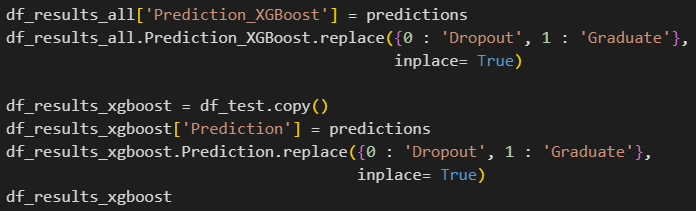 df_results_all['Prediction_XGBoost'] = predictions
df_results_all.Prediction_XGBoost.replace({0 : 'Dropout', 1 : 'Graduate'},
inplace= True)
df_results_xgboost = df_test.copy()
df_results_xgboost['Prediction'] = predictions
df_results_xgboost.Prediction.replace({0 : 'Dropout', 1 : 'Graduate'},
inplace= True)
df_results_xgboost